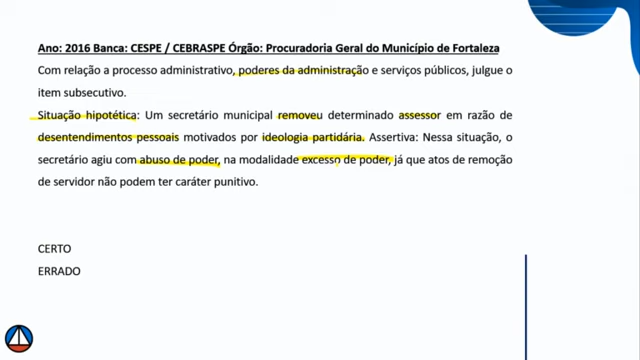 Ano: 2016 Banca: CESPE / CEBRASPE Órgão: Procuradoria Geral do Município de Fortaleza
Com relação a processo administrativo, poderes da administração e serviços públicos, julgue o
item subsecutivo.
Situação hipotética: Um secretário municipal removeu determinado assessor em razão de
desentendimentos pessoais motivados por ideologia partidária. Assertiva: Nessa situação, o
secretário agiu com abuso de poder, na modalidade excesso de poder, já que atos de remoção
de servidor não podem ter caráter punitivo.
CERTO
ERRADO